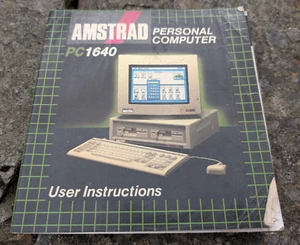 AMSTRAD PERSONAL
COMPUTER
PC1640
User Instructions